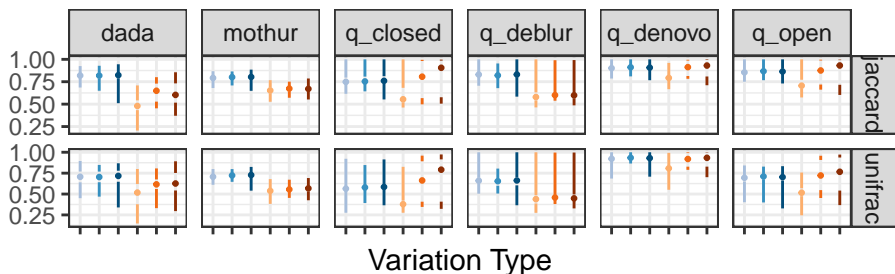 dada mothur q_closed q_deblur q_denovo q_open
1.00
0.75
0.50
0.25
jaccard
1.00
0.75
0.50
0.25
unifrac
Variation Type